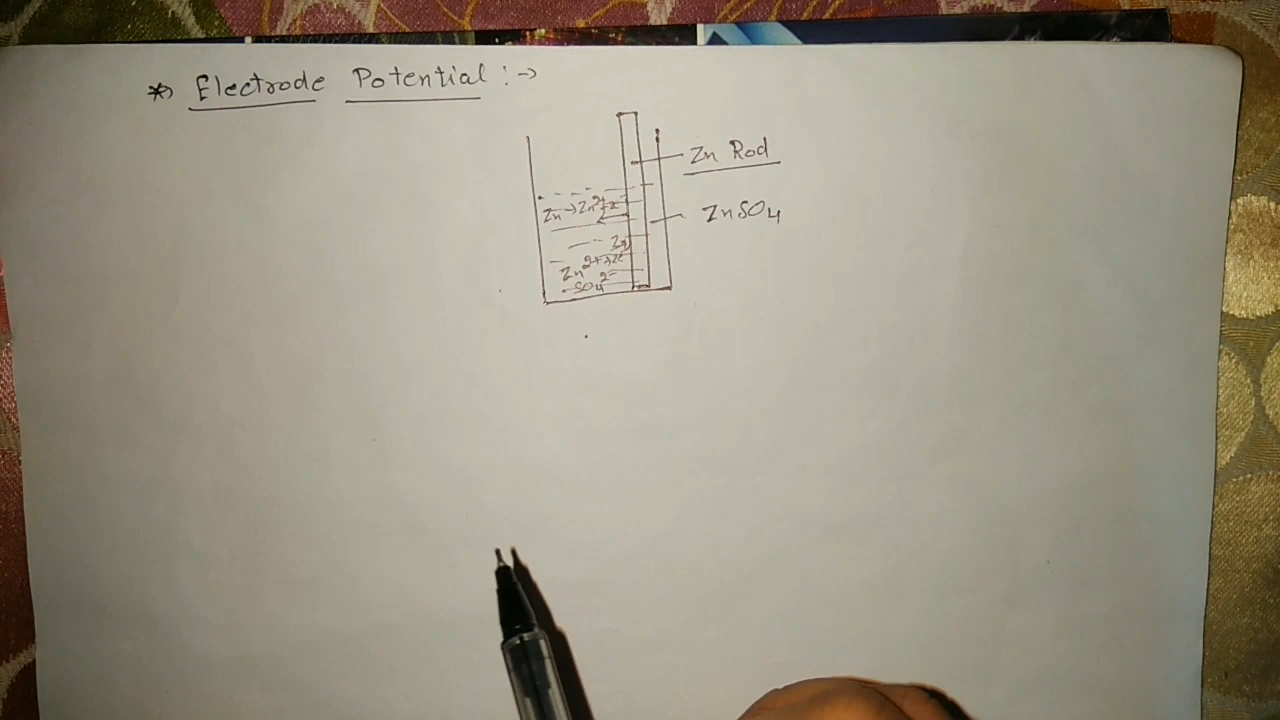 * Electrode Potential :→
Zn Rod
Zn → Zn²⁺ + 2e⁻
ZnSO4
Zn
Zn²⁺ + 2e⁻
SO4²⁻